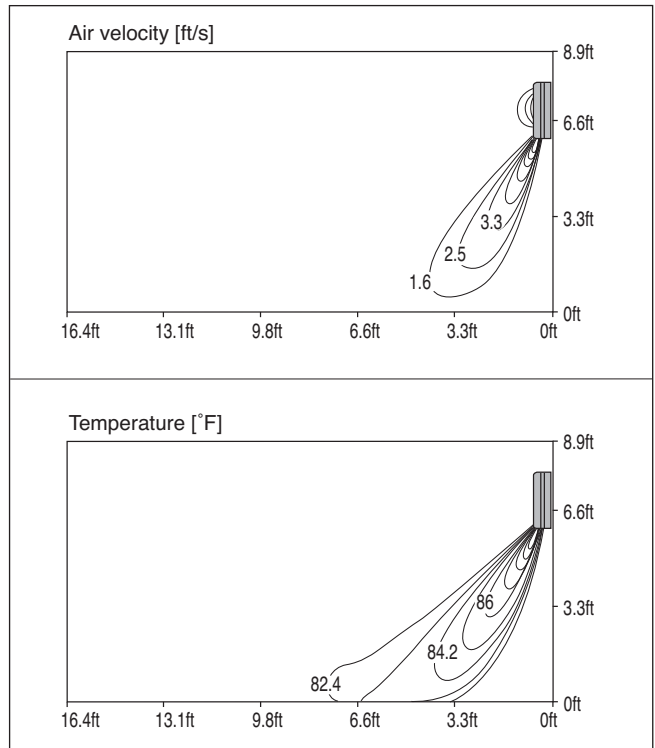 Air velocity [ft/s]
8.9ft
6.6ft
3.3
3.3ft
2.5
1.6
0ft
16.4ft 13.1ft 9.8ft 6.6ft 3.3ft 0ft
Temperature [˚F]
8.9ft
6.6ft
86
3.3ft
84.2
82.4
0ft
16.4ft 13.1ft 9.8ft 6.6ft 3.3ft 0ft